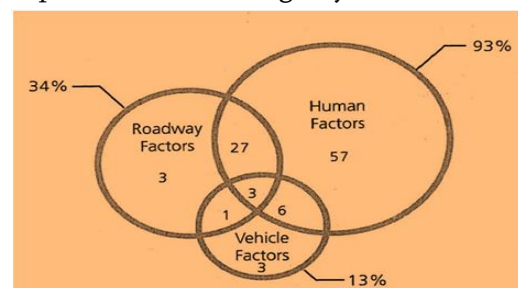 93%
34%
Human
Factors
Roadway
Factors
27
57
3
3
1
6
Vehicle
Factors
3
13%